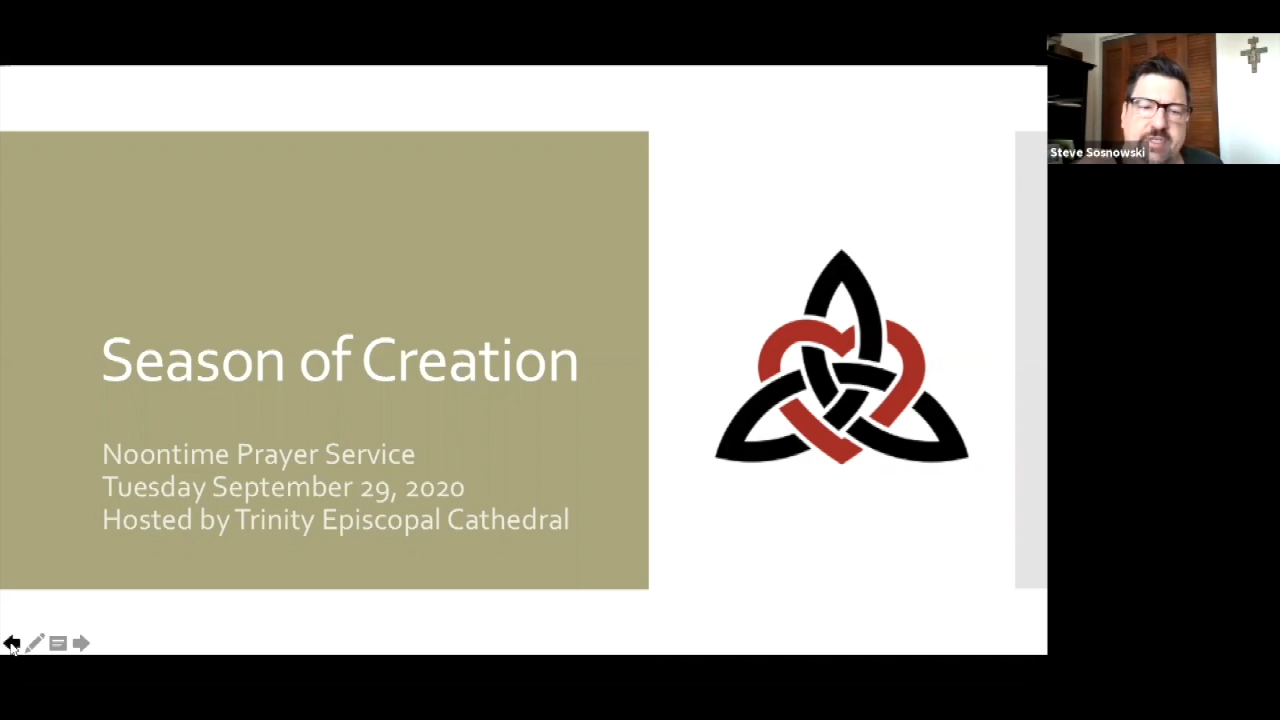 Season of Creation
Noontime Prayer Service
Tuesday September 29, 2020
Hosted by Trinity Episcopal Cathedral
Steve Sosnowski